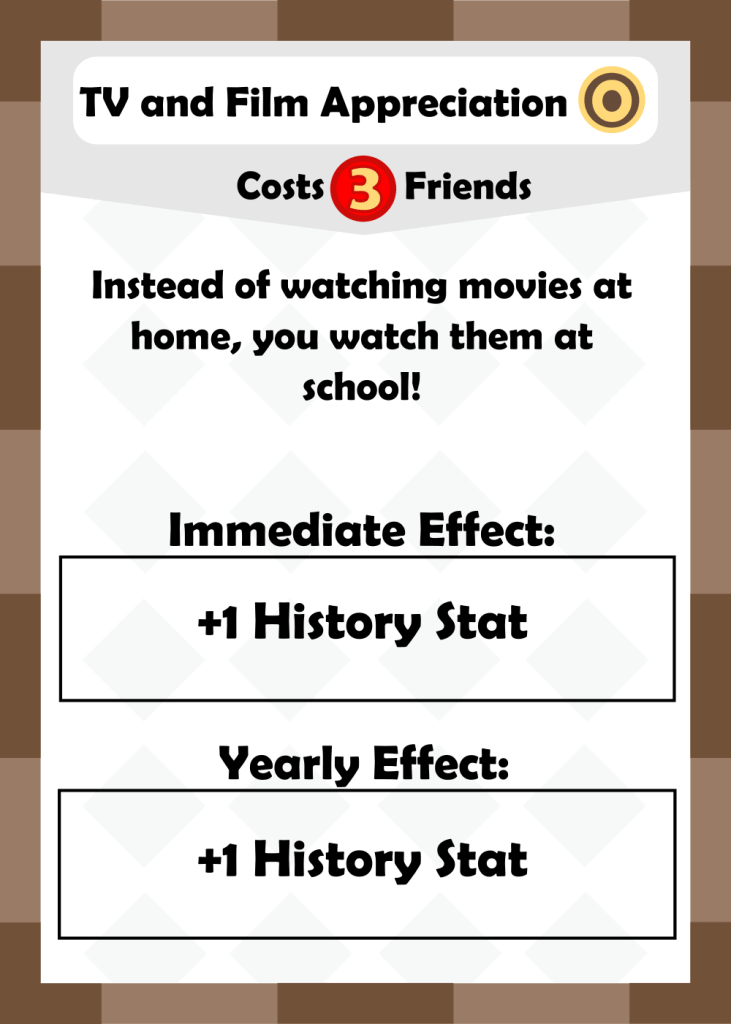 TV and Film Appreciation
Costs 3 Friends
Instead of watching movies at
home, you watch them at
school!
Immediate Effect:
+1 History Stat
Yearly Effect:
+1 History Stat